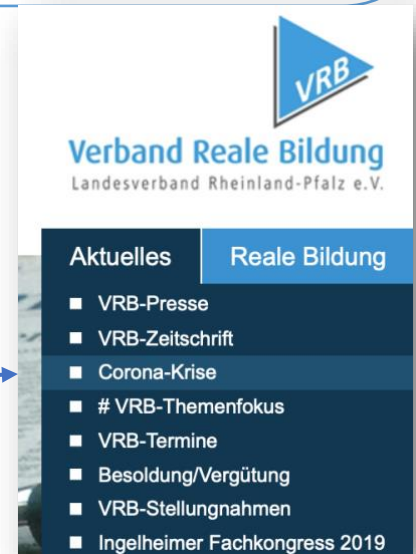 VRB
Verband Reale Bildung
Landesverband Rheinland-Pfalz e.V.
Aktuelles Reale Bildung
VRB-Presse
VRB-Zeitschrift
Corona-Krise
# VRB-Themenfokus
VRB-Termine
Besoldung/Vergütung
VRB-Stellungnahmen
Ingelheimer Fachkongress 2019